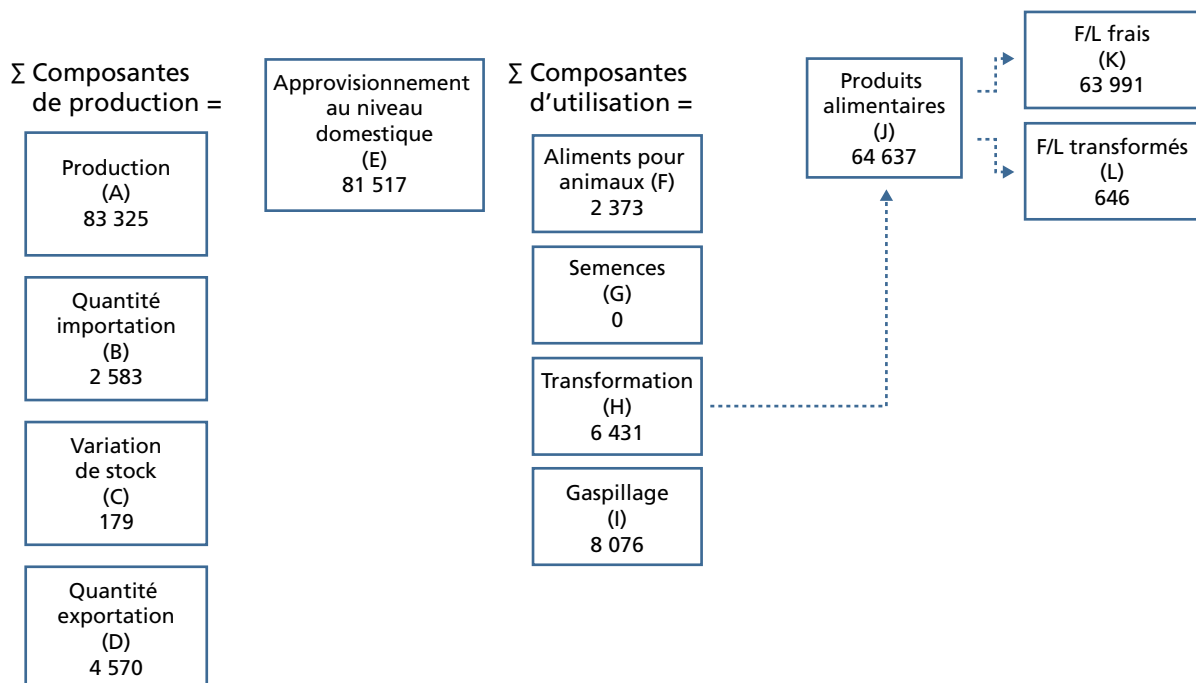 ∑ Composantes
de production =
Production
(A)
83 325
Quantité
importation
(B)
2 583
Variation
de stock
(C)
179
Quantité
exportation
(D)
4 570
Approvisionnement
au niveau
domestique
(E)
81 517
∑ Composantes
d’utilisation =
Aliments pour
animaux (F)
2 373
Semences
(G)
0
Transformation
(H)
6 431
Gaspillage
(I)
8 076
Produits
alimentaires
(J)
64 637
F/L frais
(K)
63 991
F/L transformés
(L)
646